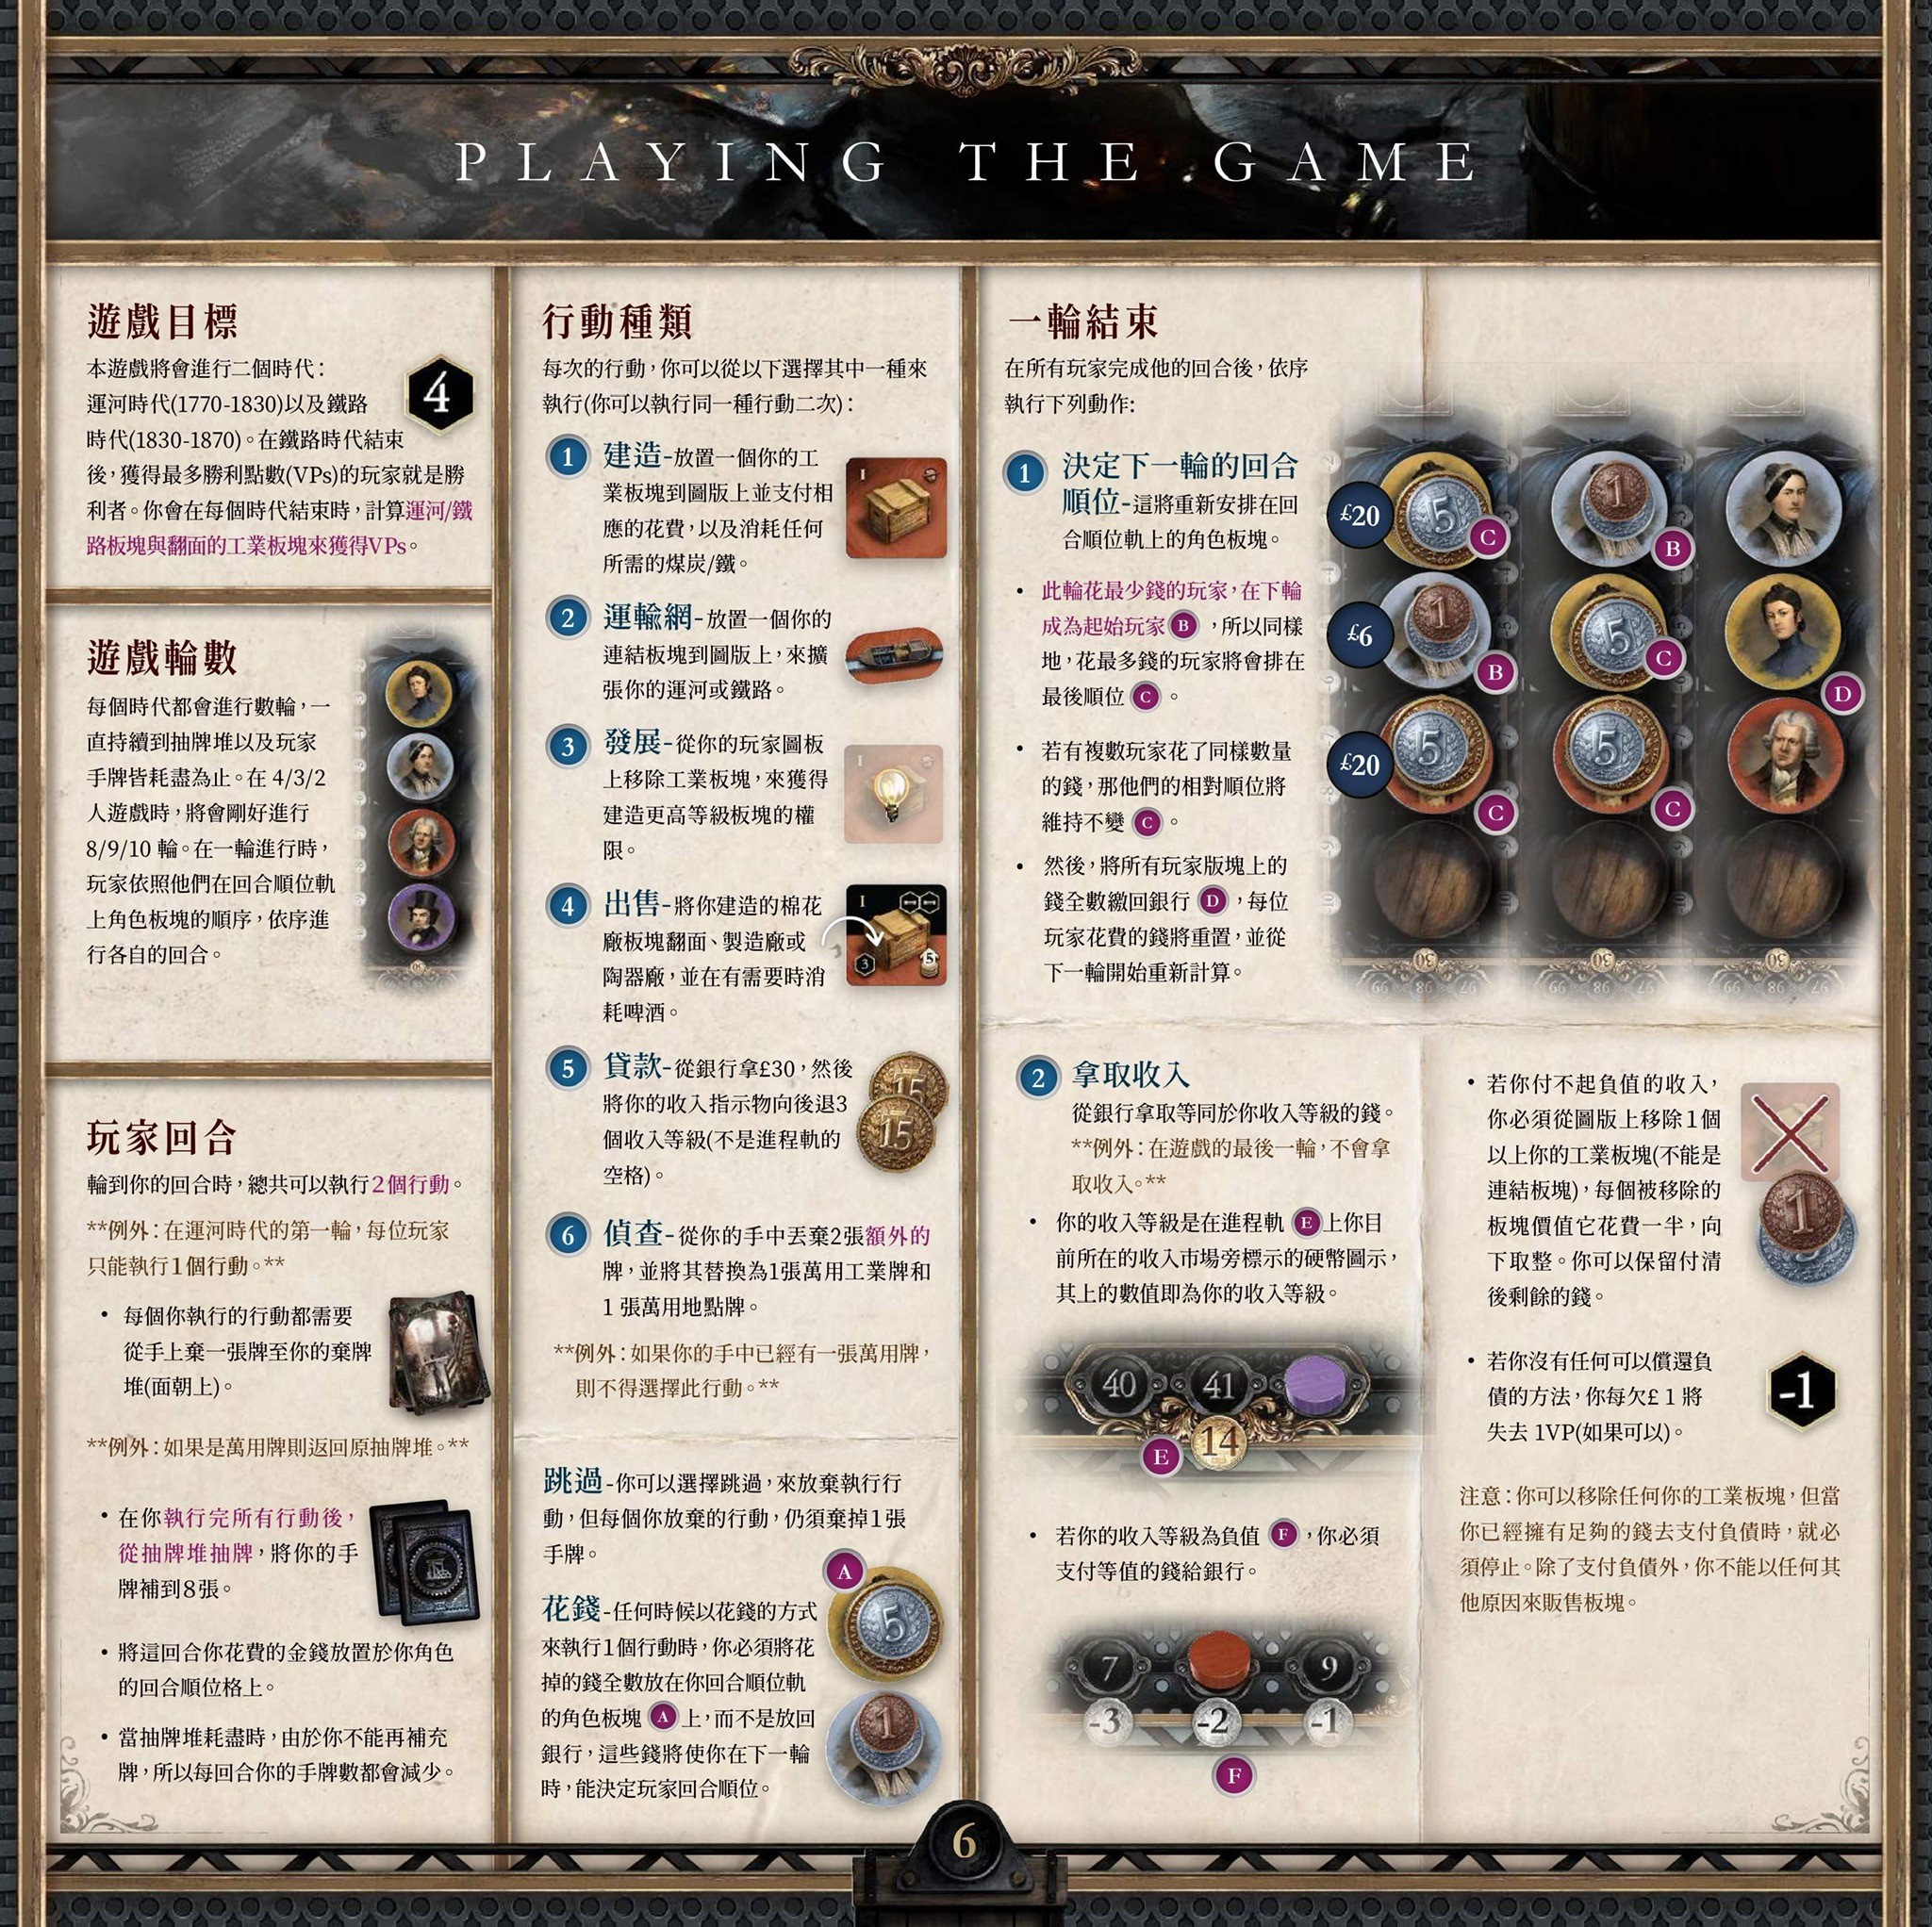 PLAYING THE GAME
遊戲目標
本遊戲將會進行二個時代：
運河時代(1770-1830)以及鐵路
時代(1830-1870)。在鐵路時代結束
後，獲得最多勝利點數(VPs)的玩家就是勝
利者。你會在每個時代結束時，計算運河/鐵
路板塊與翻面的工業板塊來獲得VPs。
4
遊戲輪數
每個時代都會進行數輪，一
直持續到抽牌堆以及玩家
手牌皆耗盡為止。在 4/3/2
人遊戲時，將會剛好進行
8/9/10 輪。在一輪進行時，
玩家依照他們在回合順位軌
上角色板塊的順序，依序進
行各自的回合。
玩家回合
輪到你的回合時，總共可以執行2個行動。
**例外：在運河時代的第一輪，每位玩家
只能執行1個行動。**
• 每個你執行的行動都需要
從手上棄一張牌至你的棄牌
堆(面朝上)。
**例外：如果是萬用牌則返回原抽牌堆。**
• 在你執行完所有行動後，
從抽牌堆抽牌，將你的手
牌補到8張。
• 將這回合你花費的金錢放置於你角色
的回合順位格上。
• 當抽牌堆耗盡時，由於你不能再補充
牌，所以每回合你的手牌數都會減少。
行動種類
每次的行動，你可以從以下選擇其中一種來
執行(你可以執行同一種行動二次)：
1 建造-放置一個你的工
業板塊到圖版上並支付相
應的花費，以及消耗任何
所需的煤炭/鐵。
I
2 運輸網-放置一個你的
連結板塊到圖版上，來擴
張你的運河或鐵路。
3 發展-從你的玩家圖板
上移除工業板塊，來獲得
建造更高等級板塊的權
限。
I
4 出售-將你建造的棉花
廠板塊翻面、製造廠或
陶器廠，並在有需要時消
耗啤酒。
I
3
5
5 貸款-從銀行拿£30，然後
將你的收入指示物向後退3
個收入等級(不是進程軌的
空格)。
15
15
6 偵查-從你的手中丟棄2張額外的
牌，並將其替換為1張萬用工業牌和
1 張萬用地點牌。
**例外：如果你的手中已經有一張萬用牌，
則不得選擇此行動。**
跳過-你可以選擇跳過，來放棄執行行
動，但每個你放棄的行動，仍須棄掉1張
手牌。
花錢-任何時候以花錢的方式
來執行1個行動時，你必須將花
掉的錢全數放在你回合順位軌
的角色板塊 A 上，而不是放回
銀行，這些錢將使你在下一輪
時，能決定玩家回合順位。
A
5
1
一輪結束
在所有玩家完成他的回合後，依序
執行下列動作:
1 決定下一輪的回合
順位-這將重新安排在回
合順位軌上的角色板塊。
• 此輪花最少錢的玩家，在下輪
成為起始玩家 B ，所以同樣
地，花最多錢的玩家將會排在
最後順位 C 。
• 若有複數玩家花了同樣數量
的錢，那他們的相對順位將
維持不變 C 。
• 然後，將所有玩家版塊上的
錢全數繳回銀行 D ，每位
玩家花費的錢將重置，並從
下一輪開始重新計算。
£20 5 C
1 B
£6 1 B
5 C
D
£20 5 C
5 C
30 30 30
99 98 97
99 98 97
99 98 97
2 拿取收入
從銀行拿取等同於你收入等級的錢。
**例外：在遊戲的最後一輪，不會拿
取收入。**
• 你的收入等級是在進程軌 E 上你目
前所在的收入市場旁標示的硬幣圖示，
其上的數值即為你的收入等級。
40 41
14
E
• 若你的收入等級為負值 F ，你必須
支付等值的錢給銀行。
7 9
-3 -2 -1
F
• 若你付不起負值的收入，
你必須從圖版上移除1個
以上你的工業板塊(不能是
連結板塊)，每個被移除的
板塊價值它花費一半，向
下取整。你可以保留付清
後剩餘的錢。
1
• 若你沒有任何可以償還負
債的方法，你每欠£ 1 將
失去 1VP(如果可以)。
-1
注意：你可以移除任何你的工業板塊，但當
你已經擁有足夠的錢去支付負債時，就必
須停止。除了支付負債外，你不能以任何其
他原因來販售板塊。
6